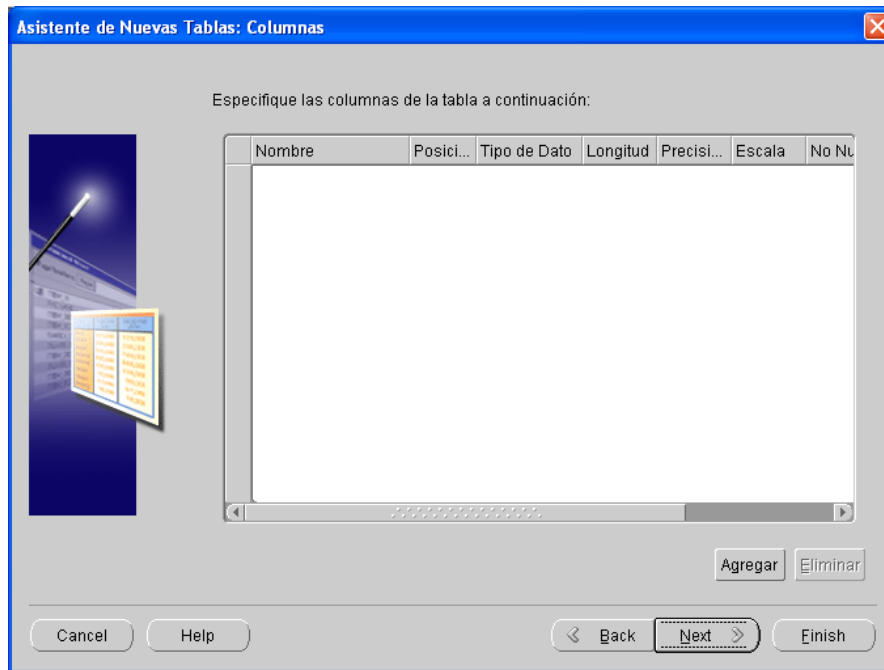 Asistente de Nuevas Tablas: Columnas
Especifique las columnas de la tabla a continuación:
Nombre Posici... Tipo de Dato Longitud Precisi... Escala No Nu
Agregar Eliminar
Cancel Help Back Next Finish